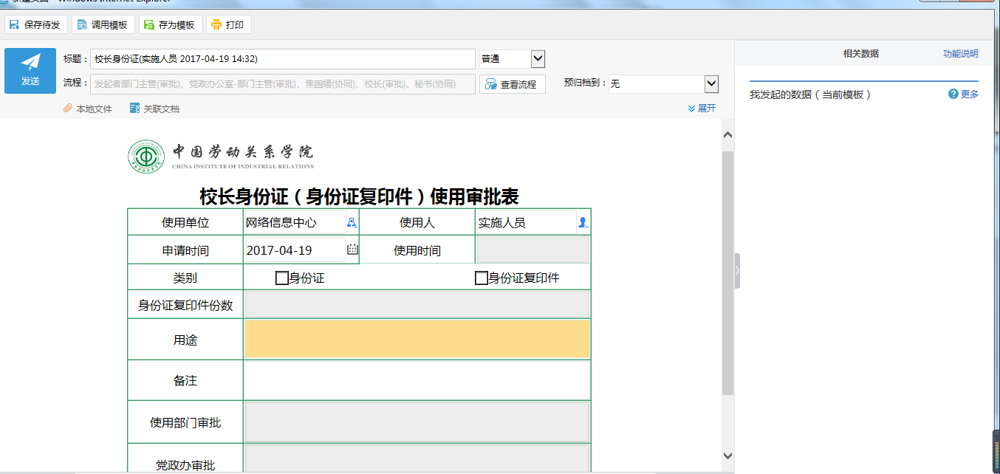 保存待发 调用模板 存为模板 打印
相关数据 功能说明
发送
标题： 校长身份证(实施人员 2017-04-19 14:32) 普通
流程： 发起者部门主管(审批)、党政办公室-部门主管(审批)、焦园媛(协同)、校长(审批)、秘书(协同) 查看流程 预归档到： 无
我发起的数据（当前模板） 更多
本地文件 关联文档 展开
中国劳动关系学院
CHINA INSTITUTE OF INDUSTRIAL RELATIONS
校长身份证（身份证复印件）使用审批表
使用单位 网络信息中心 使用人 实施人员
申请时间 2017-04-19 使用时间
类别 身份证 身份证复印件
身份证复印件份数
用途
备注
使用部门审批
党政办审批